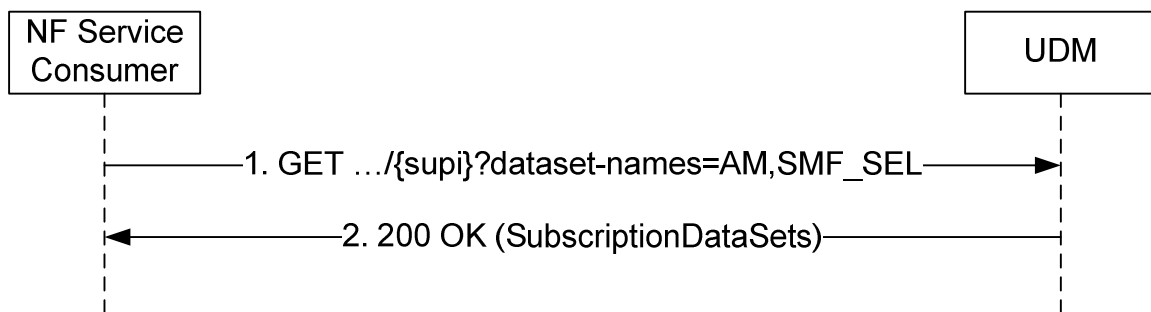 NF Service
Consumer
UDM
1. GET …/{supi}?dataset-names=AM,SMF_SEL
2. 200 OK (SubscriptionDataSets)